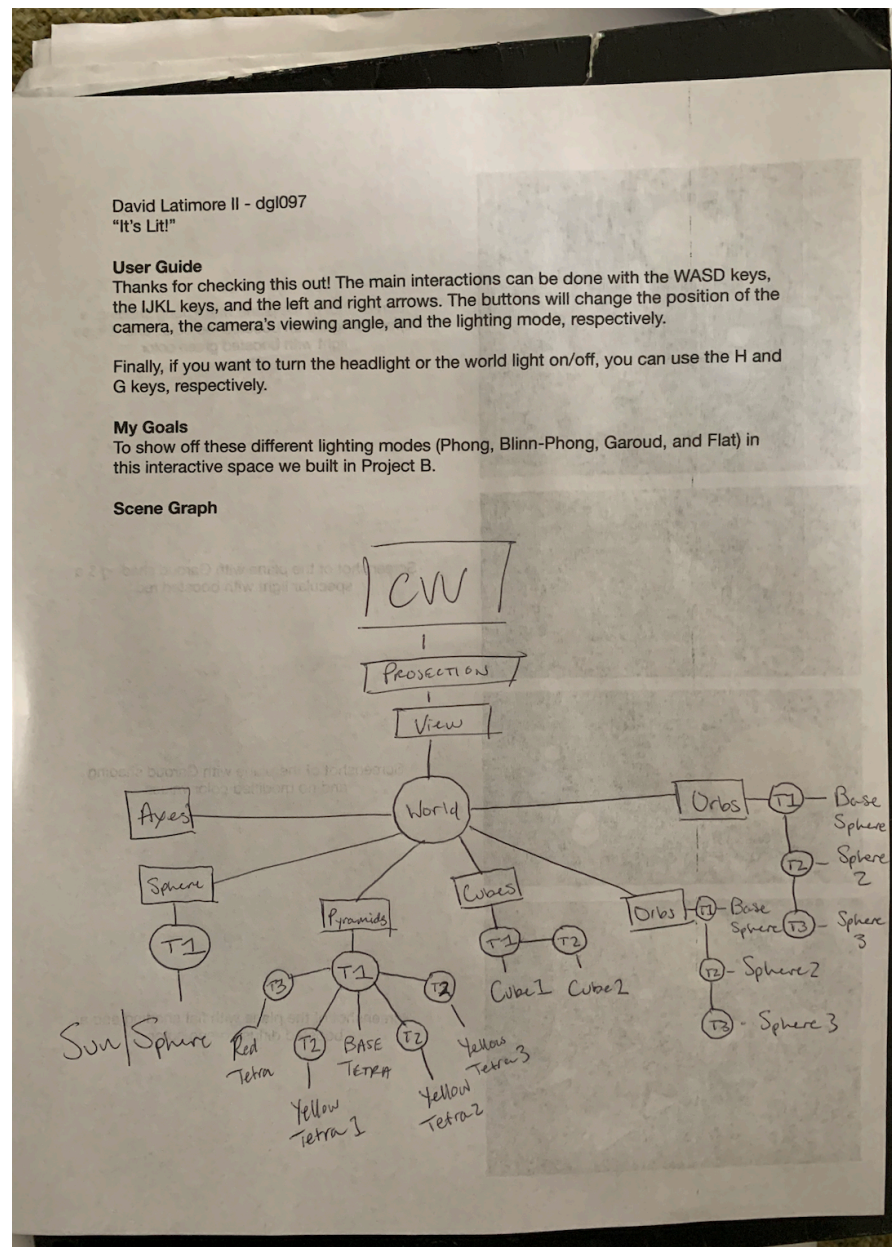 David Latimore II - dgl097
“It's Lit!”
User Guide
Thanks for checking this out! The main interactions can be done with the WASD keys,
the IJKL keys, and the left and right arrows. The buttons will change the position of the
camera, the camera's viewing angle, and the lighting mode, respectively.
Finally, if you want to turn the headlight or the world light on/off, you can use the H and
G keys, respectively.
My Goals
To show off these different lighting modes (Phong, Blinn-Phong, Garoud, and Flat) in
this interactive space we built in Project B.
Scene Graph
CVV
PROJECTION
View
World
Axes
Sphere
T1
Sun/Sphere
Pyramids
T1
T3
Red
Tetra
T2
Yellow
Tetra 1
BASE
TETRA
T2
Yellow
Tetra 2
T2
Yellow
Tetra 3
Cubes
T1
T2
Cube 1
Cube 2
Orbs
T1
Base
Sphere
T2
Sphere 2
T3
Sphere 3
Orbs
T1
Base
Sphere
T2
Sphere
2
T3
Sphere
3